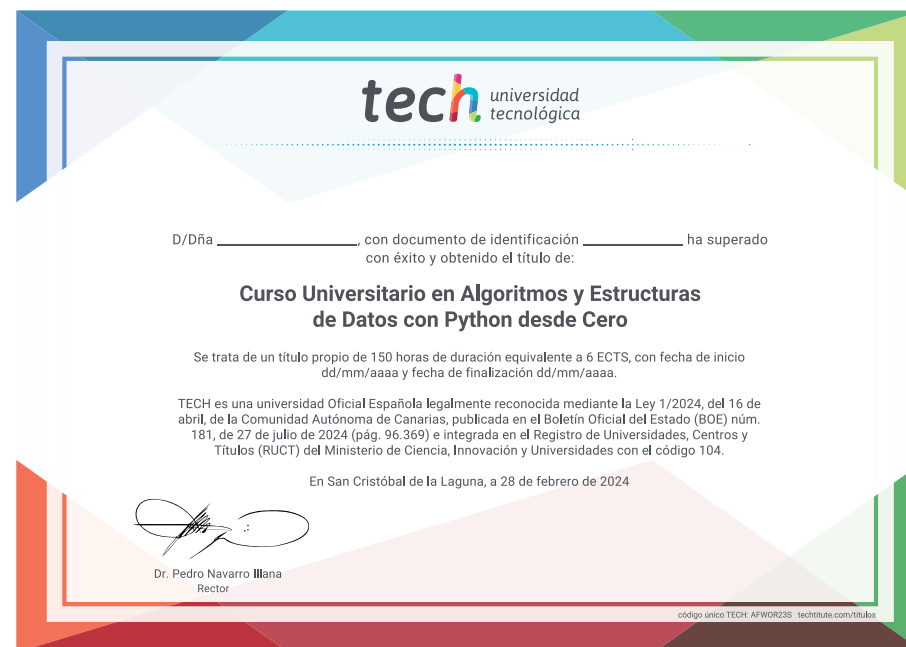 tech universidad
tecnológica
D/Dña ____________________, con documento de identificación ______________ ha superado
con éxito y obtenido el título de:
Curso Universitario en Algoritmos y Estructuras
de Datos con Python desde Cero
Se trata de un título propio de 150 horas de duración equivalente a 6 ECTS, con fecha de inicio
dd/mm/aaaa y fecha de finalización dd/mm/aaaa.
TECH es una universidad Oficial Española legalmente reconocida mediante la Ley 1/2024, del 16 de
abril, de la Comunidad Autónoma de Canarias, publicada en el Boletín Oficial del Estado (BOE) núm.
181, de 27 de julio de 2024 (pág. 96.369) e integrada en el Registro de Universidades, Centros y
Títulos (RUCT) del Ministerio de Ciencia, Innovación y Universidades con el código 104.
En San Cristóbal de la Laguna, a 28 de febrero de 2024
Dr. Pedro Navarro Illana
Rector
código único TECH: AFWOR23S techtitute.com/titulos